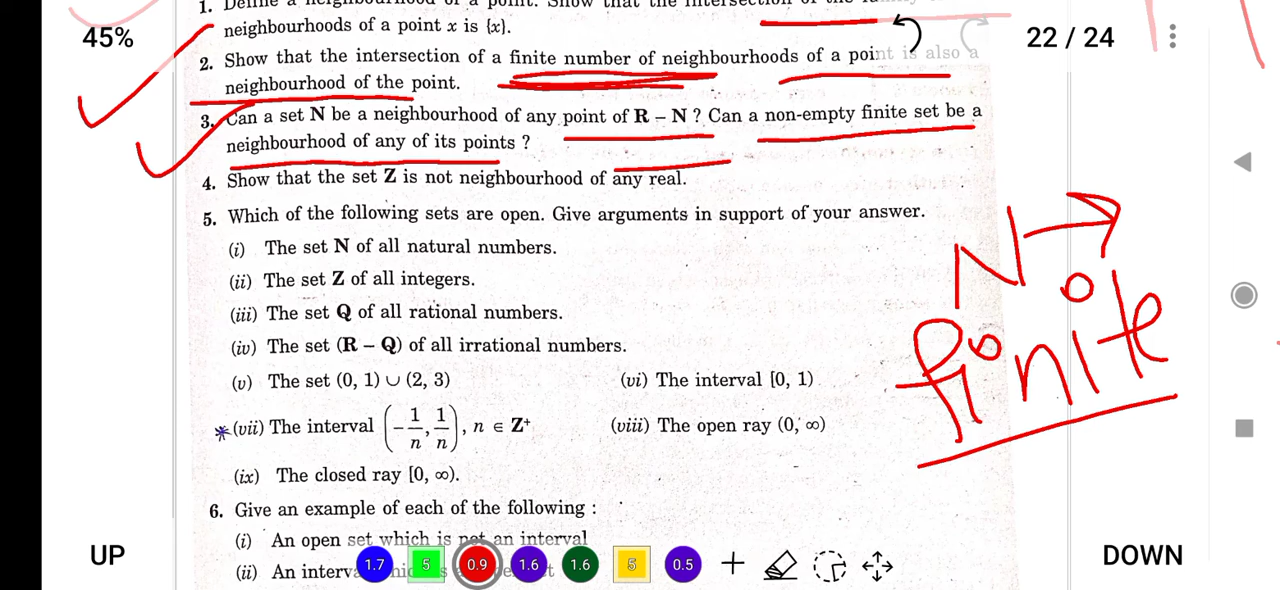 45%
22 / 24
neighbourhoods of a point x is {x}.
2. Show that the intersection of a finite number of neighbourhoods of a point is also a
neighbourhood of the point.
3. Can a set N be a neighbourhood of any point of R – N ? Can a non-empty finite set be a
neighbourhood of any of its points ?
4. Show that the set Z is not neighbourhood of any real.
5. Which of the following sets are open. Give arguments in support of your answer.
(i) The set N of all natural numbers.
(ii) The set Z of all integers.
(iii) The set Q of all rational numbers.
(iv) The set (R – Q) of all irrational numbers.
(v) The set (0, 1) ∪ (2, 3) (vi) The interval [0, 1)
*(vii) The interval (-1/n, 1/n), n ∈ Z⁺ (viii) The open ray (0, ∞)
(ix) The closed ray [0, ∞).
6. Give an example of each of the following :
(i) An open set which is not an interval
(ii) An
N →
finite
UP
1.7 5 0.9 1.6 1.6 5 0.5
DOWN